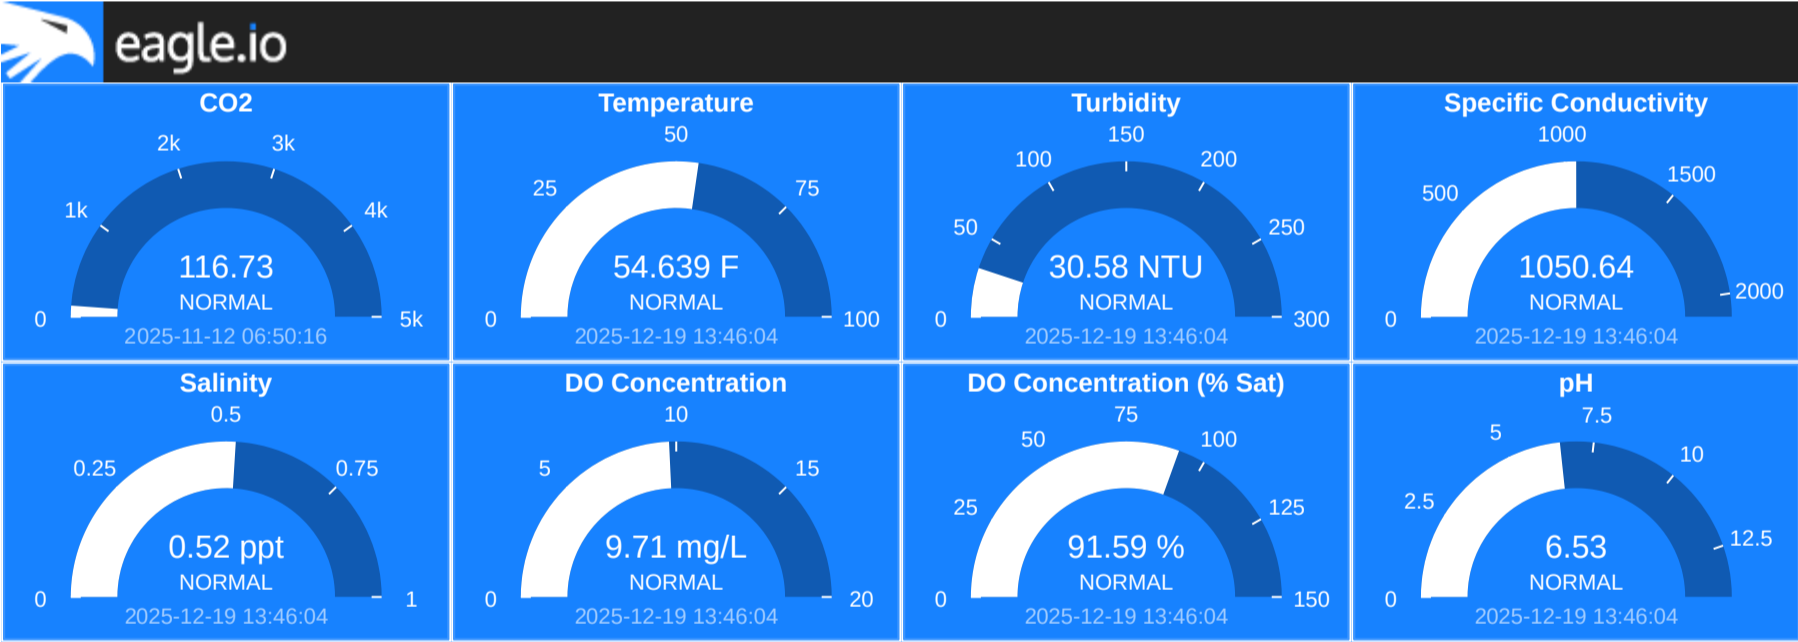 eagle.io
CO2
2k
3k
1k
4k
116.73
NORMAL
0
5k
2025-11-12 06:50:16
Temperature
50
25
75
54.639 F
NORMAL
0
100
2025-12-19 13:46:04
Turbidity
150
100
200
50
250
30.58 NTU
NORMAL
0
300
2025-12-19 13:46:04
Specific Conductivity
1000
1500
500
1050.64
2000
NORMAL
0
2025-12-19 13:46:04
Salinity
0.5
0.25
0.75
0.52 ppt
NORMAL
0
1
2025-12-19 13:46:04
DO Concentration
10
5
15
9.71 mg/L
NORMAL
0
20
2025-12-19 13:46:04
DO Concentration (% Sat)
75
50
100
25
125
91.59 %
NORMAL
0
150
2025-12-19 13:46:04
pH
7.5
5
10
2.5
12.5
6.53
NORMAL
0
2025-12-19 13:46:04